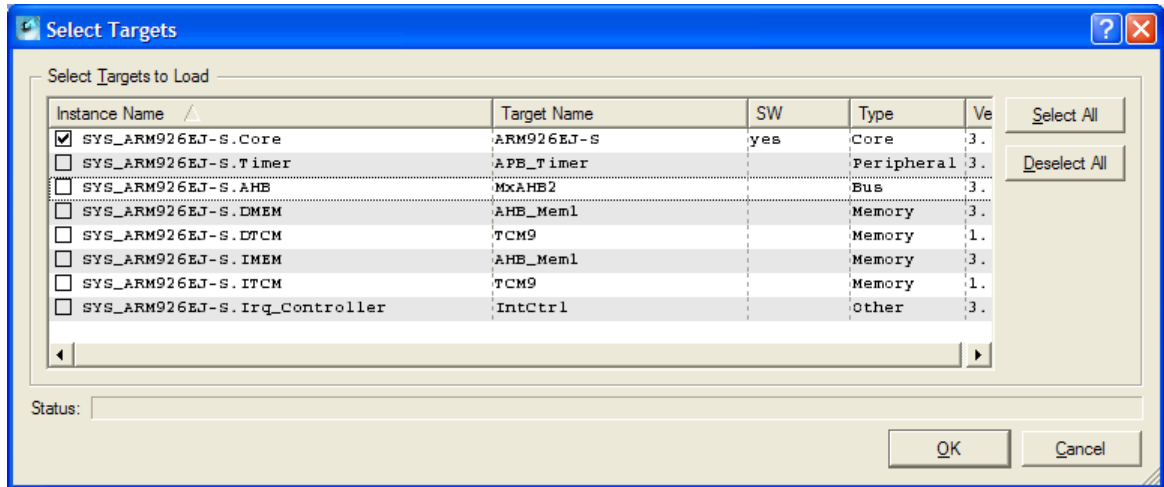 Select Targets
Select Targets to Load
Instance Name Target Name SW Type Ve
SYS_ARM926EJ-S.Core ARM926EJ-S yes Core 3.
SYS_ARM926EJ-S.Timer APB_Timer Peripheral 3.
SYS_ARM926EJ-S.AHB MxAHB2 Bus 3.
SYS_ARM926EJ-S.DMEM AHB_Mem1 Memory 3.
SYS_ARM926EJ-S.DTCM TCM9 Memory 1.
SYS_ARM926EJ-S.IMEM AHB_Mem1 Memory 3.
SYS_ARM926EJ-S.ITCM TCM9 Memory 1.
SYS_ARM926EJ-S.Irq_Controller IntCtrl Other 3.
Select All
Deselect All
Status:
OK Cancel